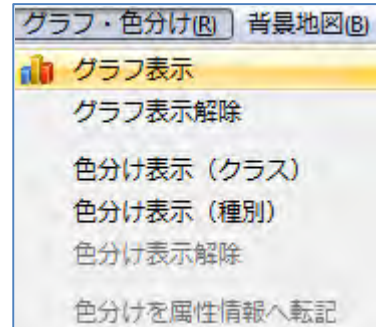 グラフ・色分け(R) 背景地図(B)
グラフ表示
グラフ表示解除
色分け表示（クラス）
色分け表示（種別）
色分け表示解除
色分けを属性情報へ転記